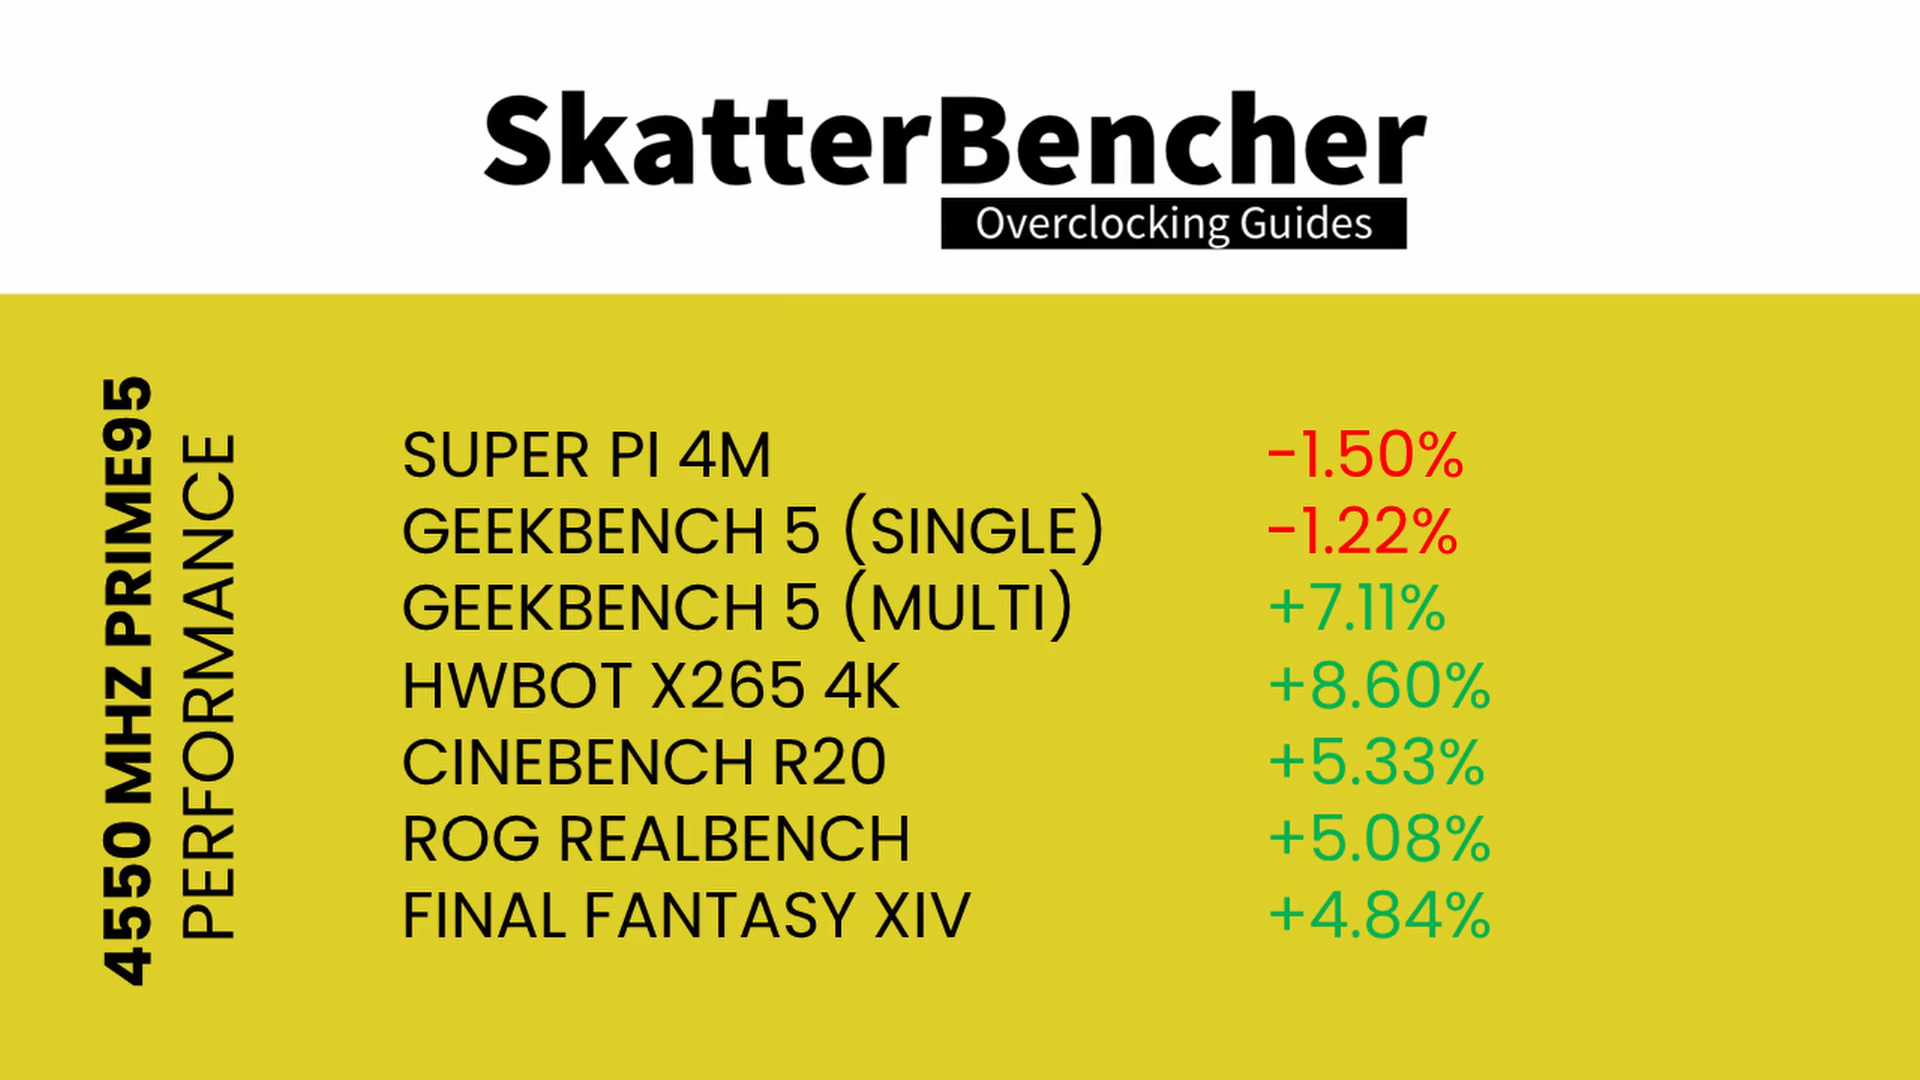 SkatterBencher
Overclocking Guides
4550 MHZ PRIME95
PERFORMANCE
SUPER PI 4M -1.50%
GEEKBENCH 5 (SINGLE) -1.22%
GEEKBENCH 5 (MULTI) +7.11%
HWBOT X265 4K +8.60%
CINEBENCH R20 +5.33%
ROG REALBENCH +5.08%
FINAL FANTASY XIV +4.84%